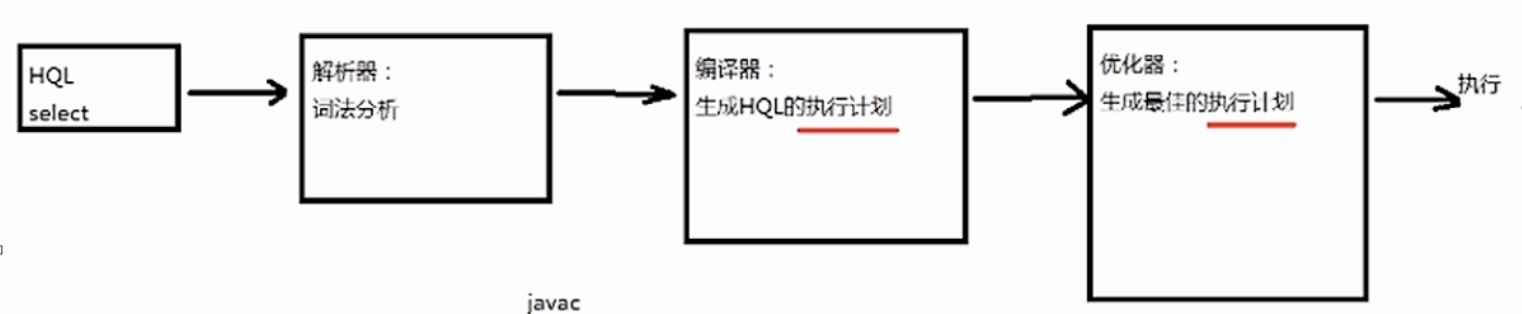 HQL
select
解析器：
词法分析
编译器：
生成HQL的执行计划
优化器：
生成最佳的执行计划
执行
javac